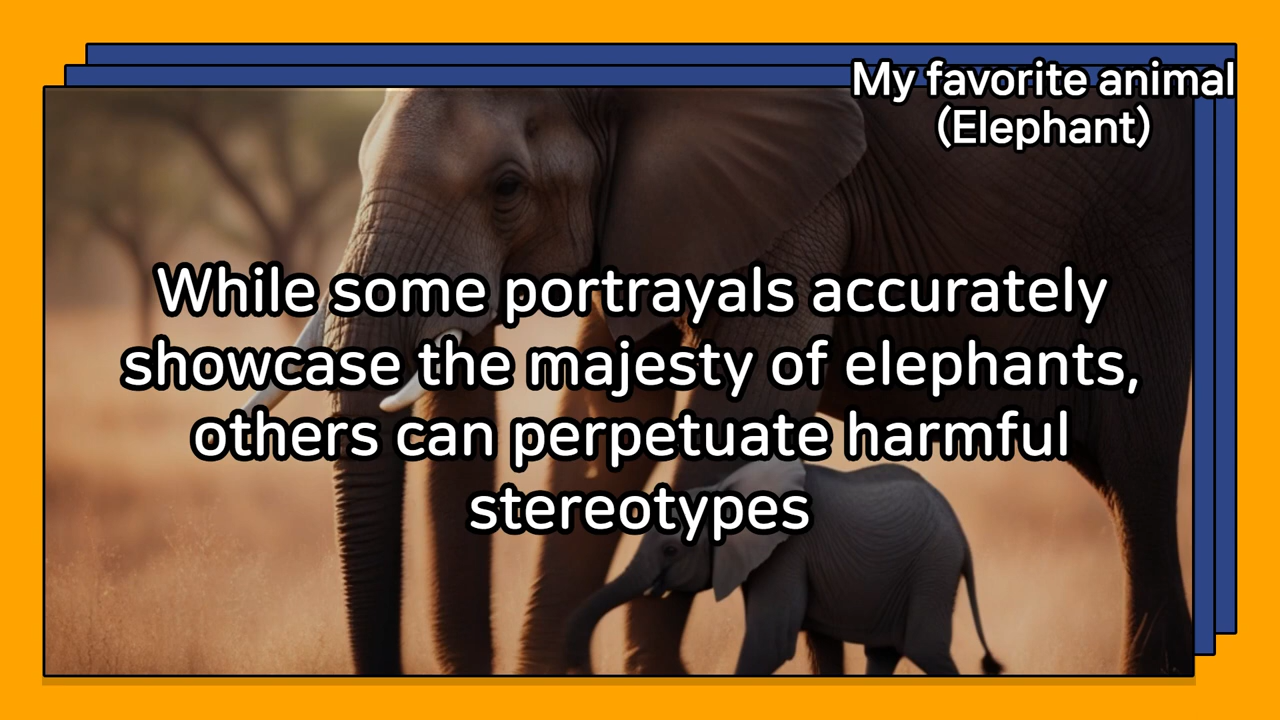 My favorite animal
(Elephant)
While some portrayals accurately
showcase the majesty of elephants,
others can perpetuate harmful
stereotypes